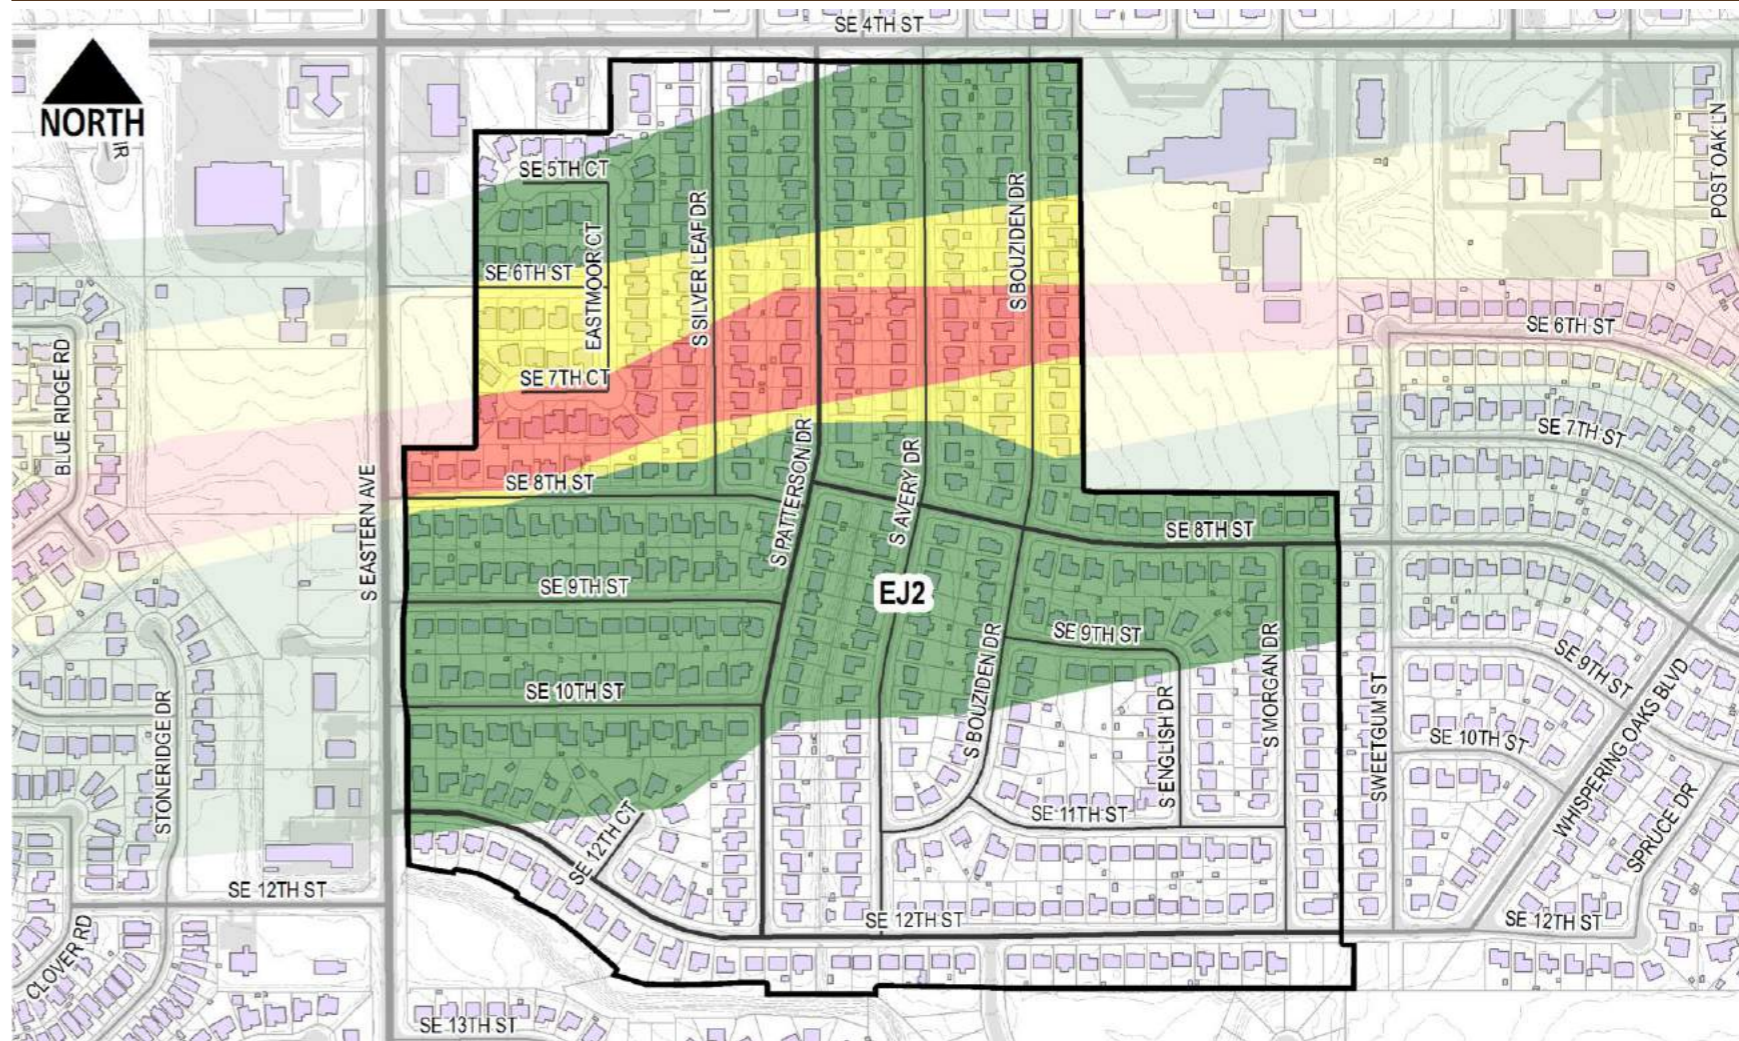 SE 4TH ST
NORTH
IR
SE 5TH CT
POST OAK LN
S SILVER LEAF DR
S BOUZIDEN DR
EASTMOOR CT
SE 6TH ST
SE 6TH ST
BLUE RIDGE RD
SE 7TH CT
SE 7TH ST
S EASTERN AVE
SE 8TH ST
S PATTERSON DR
S AVERY DR
SE 8TH ST
SE 9TH ST
EJ2
SE 9TH ST
SE 9TH ST
S BOUZIDEN DR
S MORGAN DR
SE 10TH ST
STONERIDGE DR
S ENGLISH DR
SWEETGUM ST
SE 10TH ST
WHISPERING OAKS BLVD
SE 11TH ST
SPRUCE DR
SE 12TH CT
SE 12TH ST
SE 12TH ST
SE 12TH ST
CLOVER RD
SE 13TH ST